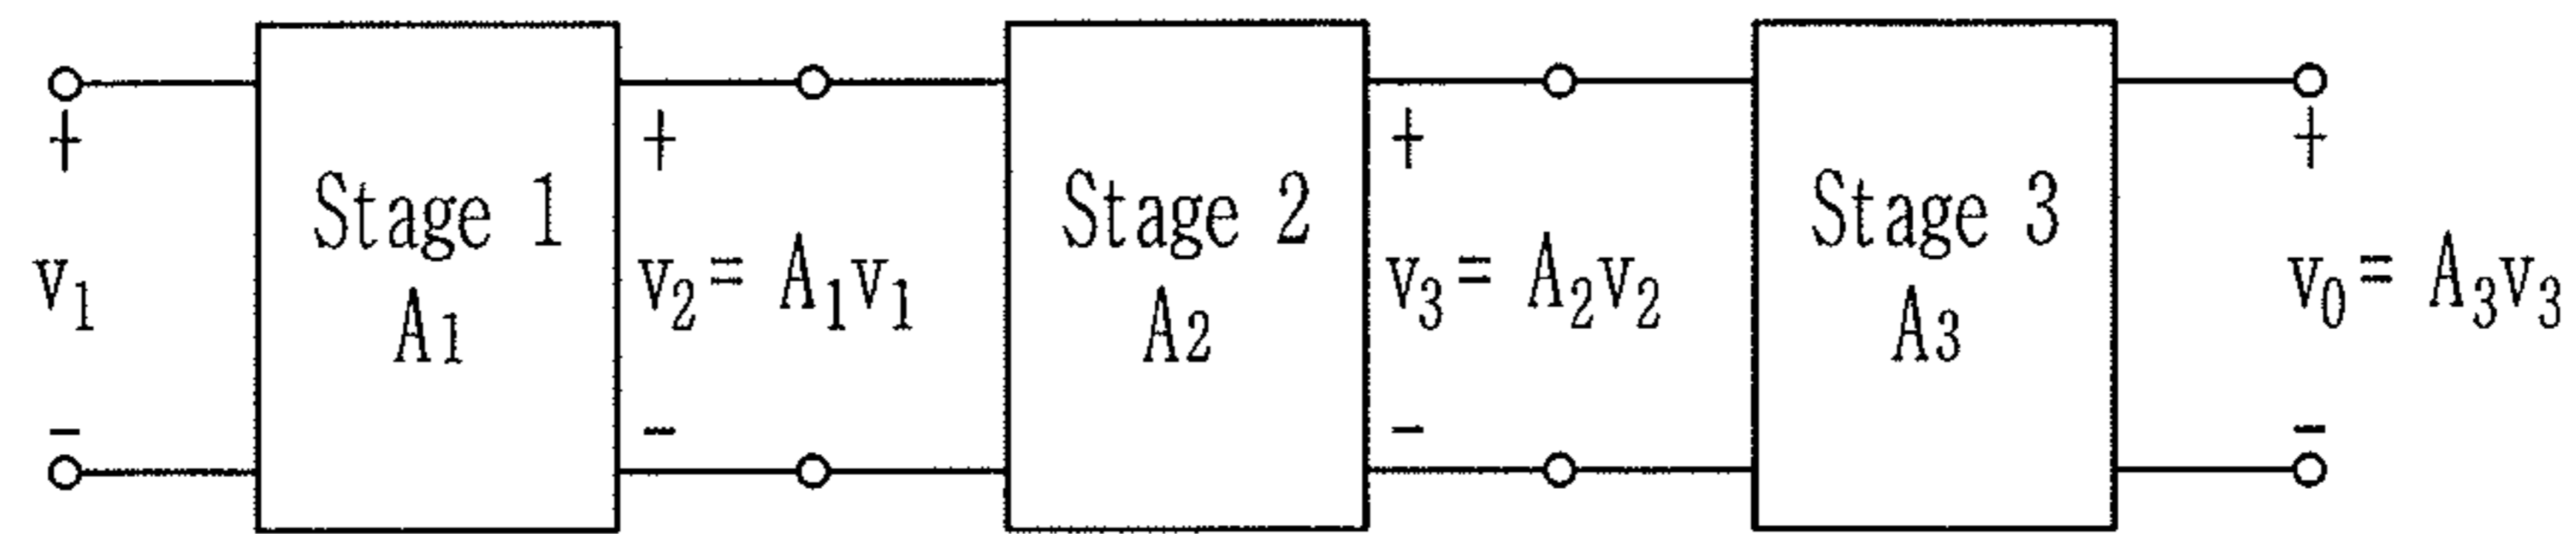 +
v₁
−
Stage 1
A₁
+
v₂ = A₁v₁
−
Stage 2
A₂
+
v₃ = A₂v₂
−
Stage 3
A₃
+
v₀ = A₃v₃
−